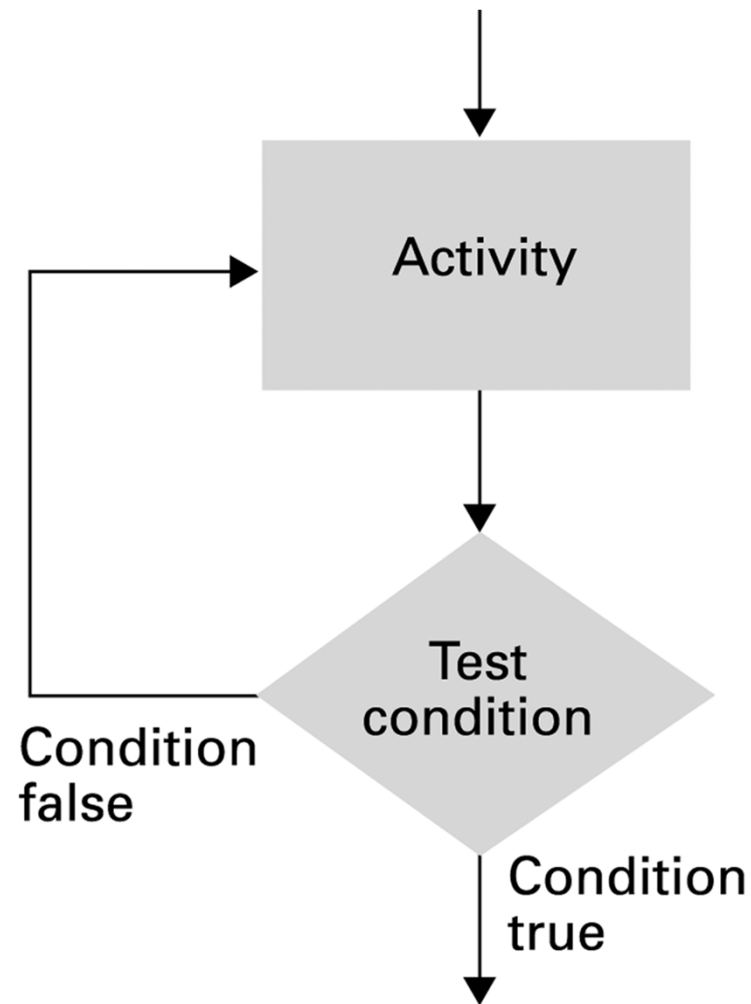 Activity
Test
condition
Condition
false
Condition
true